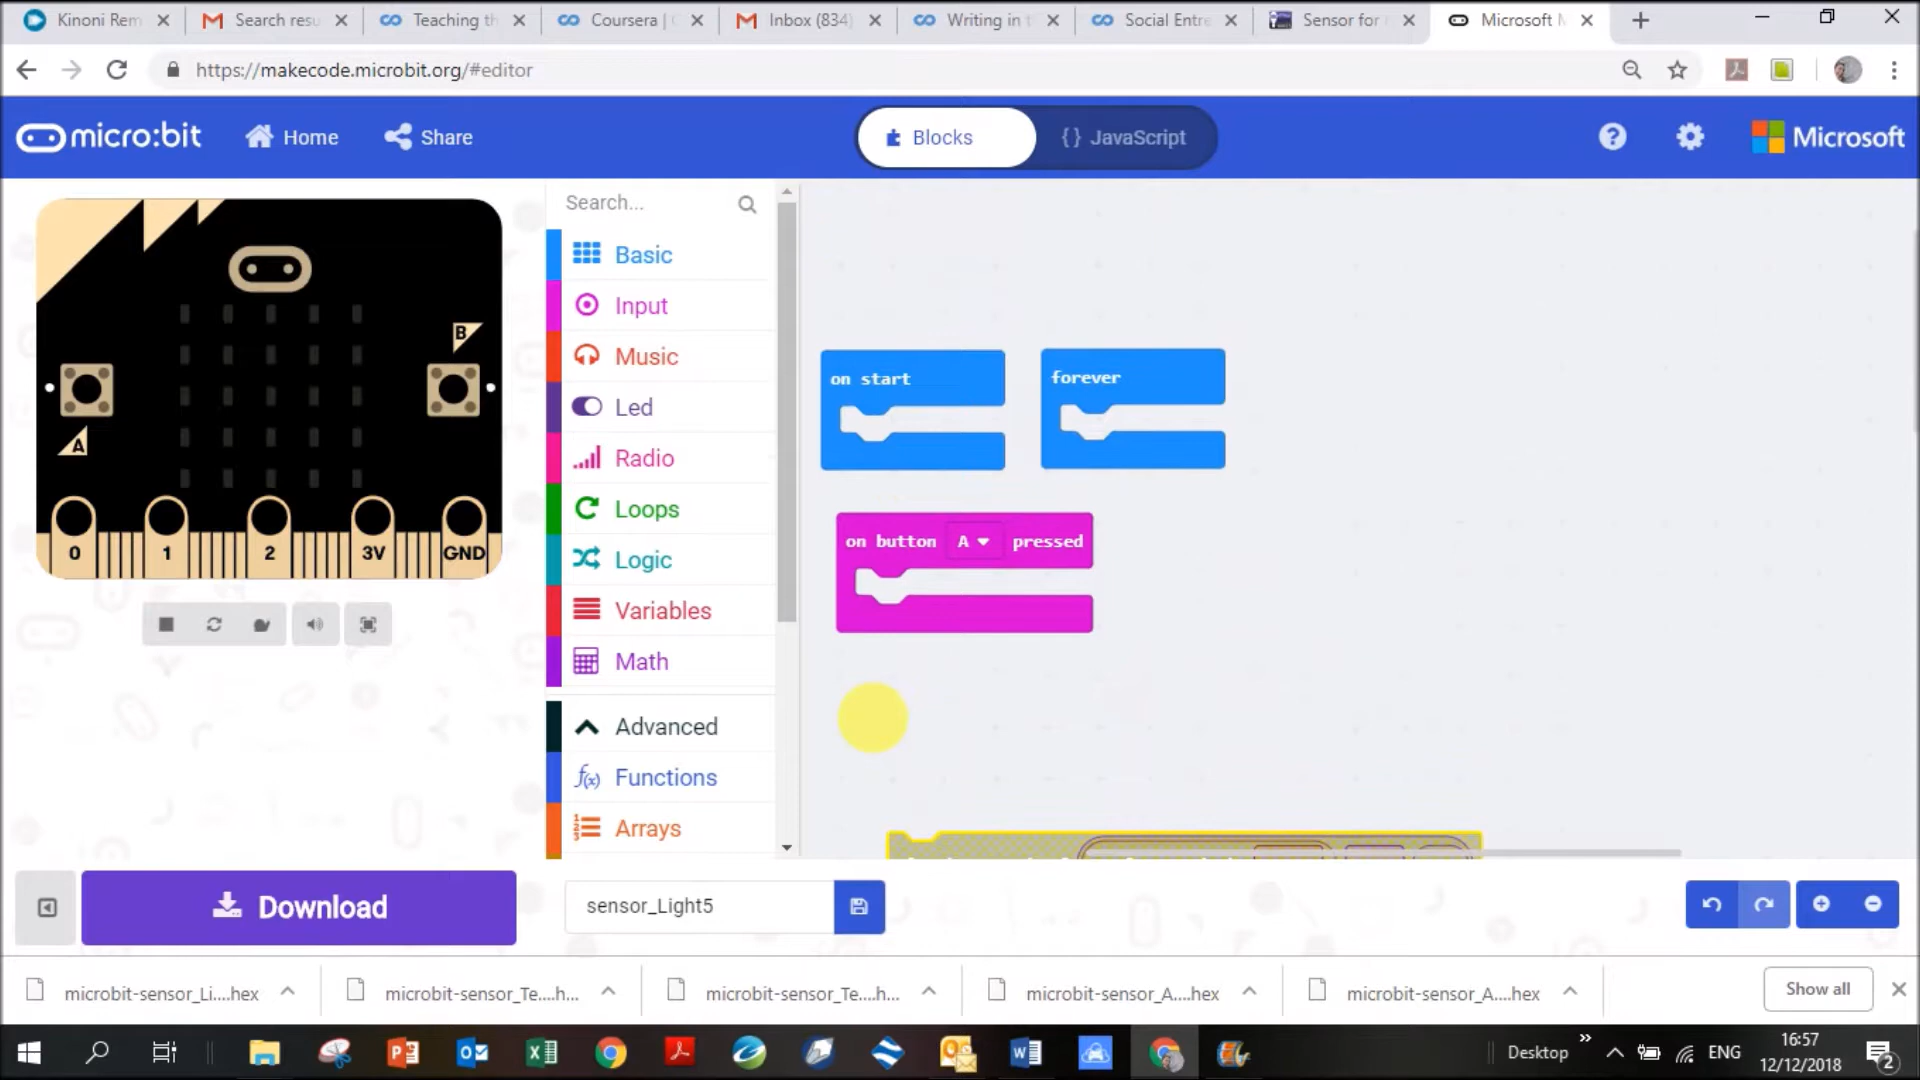 Kinoni Rem
Search resu
Teaching th
Coursera |
Inbox (834)
Writing in t
Social Entre
Sensor for
Microsoft M
https://makecode.microbit.org/#editor
micro:bit
Home
Share
Blocks
{} JavaScript
Microsoft
Search...
Basic
Input
Music
Led
Radio
Loops
Logic
Variables
Math
Advanced
f(x) Functions
Arrays
B
A
0 1 2 3V GND
on start
forever
on button A pressed
Download
sensor_Light5
microbit-sensor_Li....hex
microbit-sensor_Te....h...
microbit-sensor_Te....h...
microbit-sensor_A....hex
microbit-sensor_A....hex
Show all
Desktop
ENG
16:57
12/12/2018
2